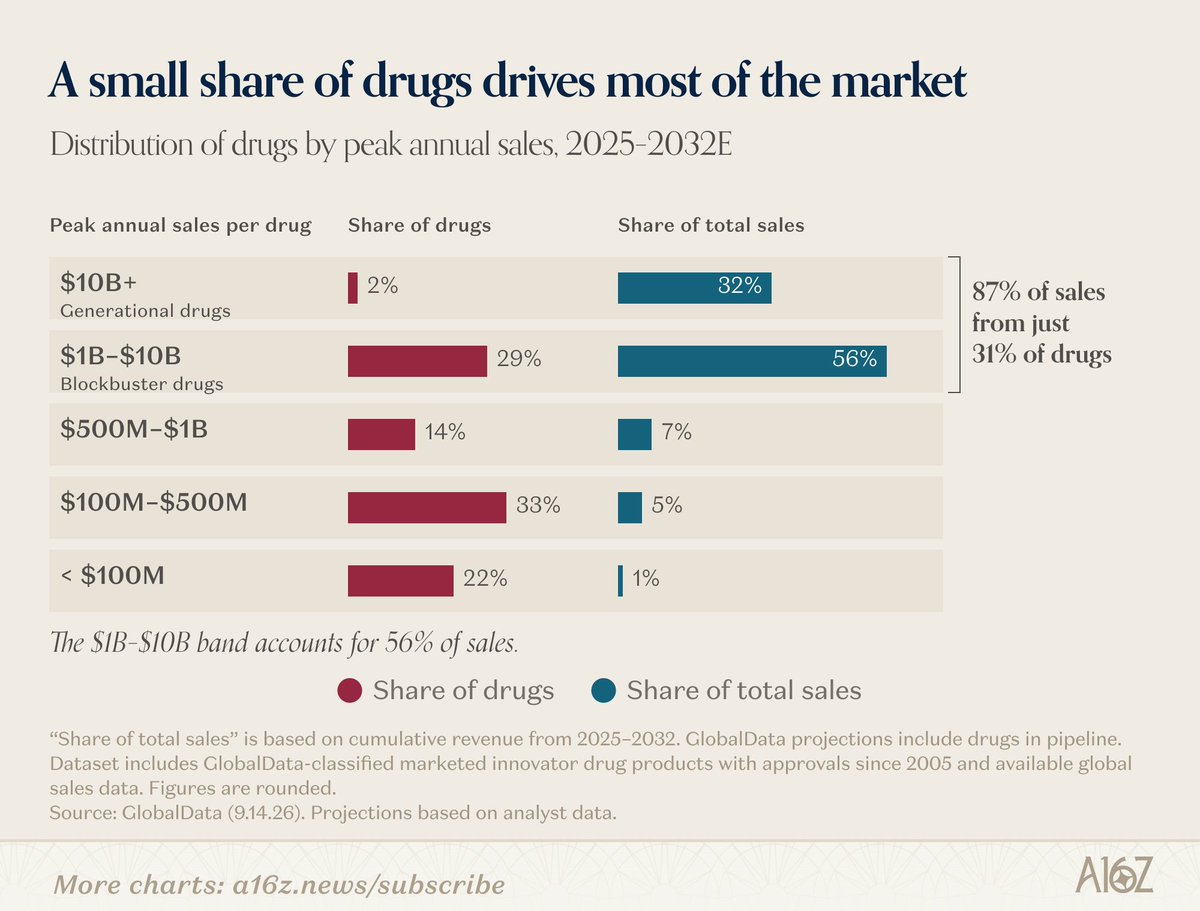 A small share of drugs drives most of the market
Distribution of drugs by peak annual sales, 2025–2032E
Peak annual sales per drug
Share of drugs
Share of total sales
$10B+
Generational drugs
2%
32%
$1B–$10B
Blockbuster drugs
29%
56%
87% of sales
from just
31% of drugs
$500M–$1B
14%
7%
$100M–$500M
33%
5%
< $100M
22%
1%
The $1B–$10B band accounts for 56% of sales.
Share of drugs
Share of total sales
“Share of total sales” is based on cumulative revenue from 2025–2032. GlobalData projections include drugs in pipeline.
Dataset includes GlobalData-classified marketed innovator drug products with approvals since 2005 and available global
sales data. Figures are rounded.
Source: GlobalData (9.14.26). Projections based on analyst data.
More charts: a16z.news/subscribe
A16Z